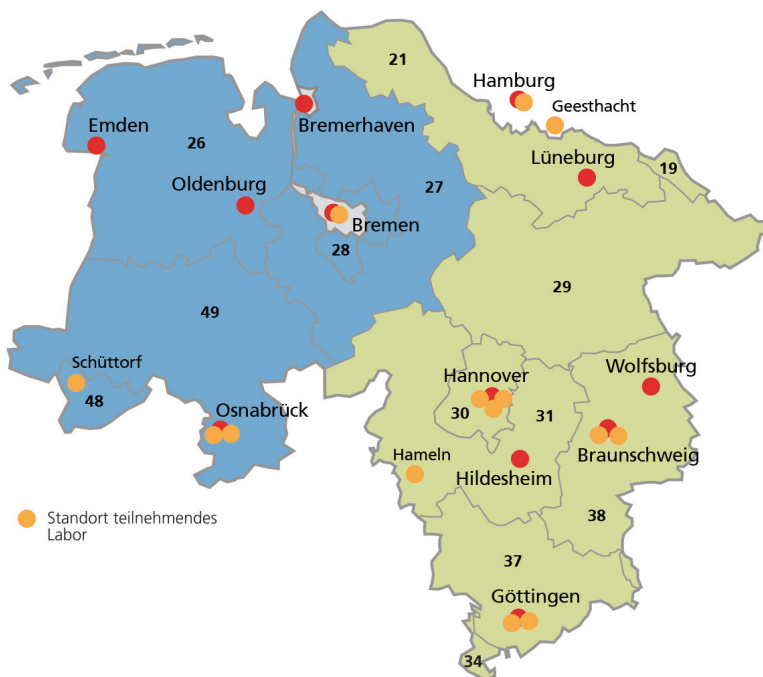 21
Hamburg
Geesthacht
Bremerhaven
Emden
26
Lüneburg
19
Oldenburg
27
Bremen
28
29
49
Schüttorf
48
Hannover
Wolfsburg
30
31
Osnabrück
Braunschweig
Hameln
Hildesheim
Standort teilnehmendes
Labor
38
37
Göttingen
34